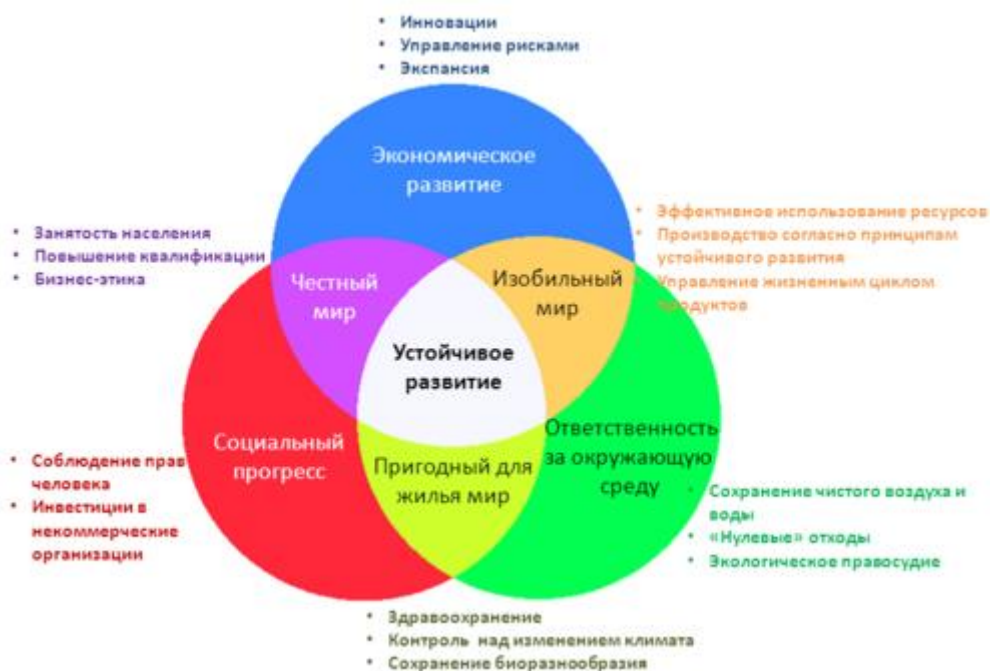 • Инновации
• Управление рисками
• Экспансия
Экономическое
развитие
• Занятость населения
• Повышение квалификации
• Бизнес-этика
Честный
мир
Изобильный
мир
• Эффективное использование ресурсов
• Производство согласно принципам
устойчивого развития
• Управление жизненным циклом
продуктов
Устойчивое
развитие
Социальный
прогресс
Пригодный для
жилья мир
Ответственность
за окружающую
среду
• Соблюдение прав
человека
• Инвестиции в
некоммерческие
организации
• Сохранение чистого воздуха и
воды
• «Нулевые» отходы
• Экологическое правосудие
• Здравоохранение
• Контроль над изменением климата
• Сохранение биоразнообразия